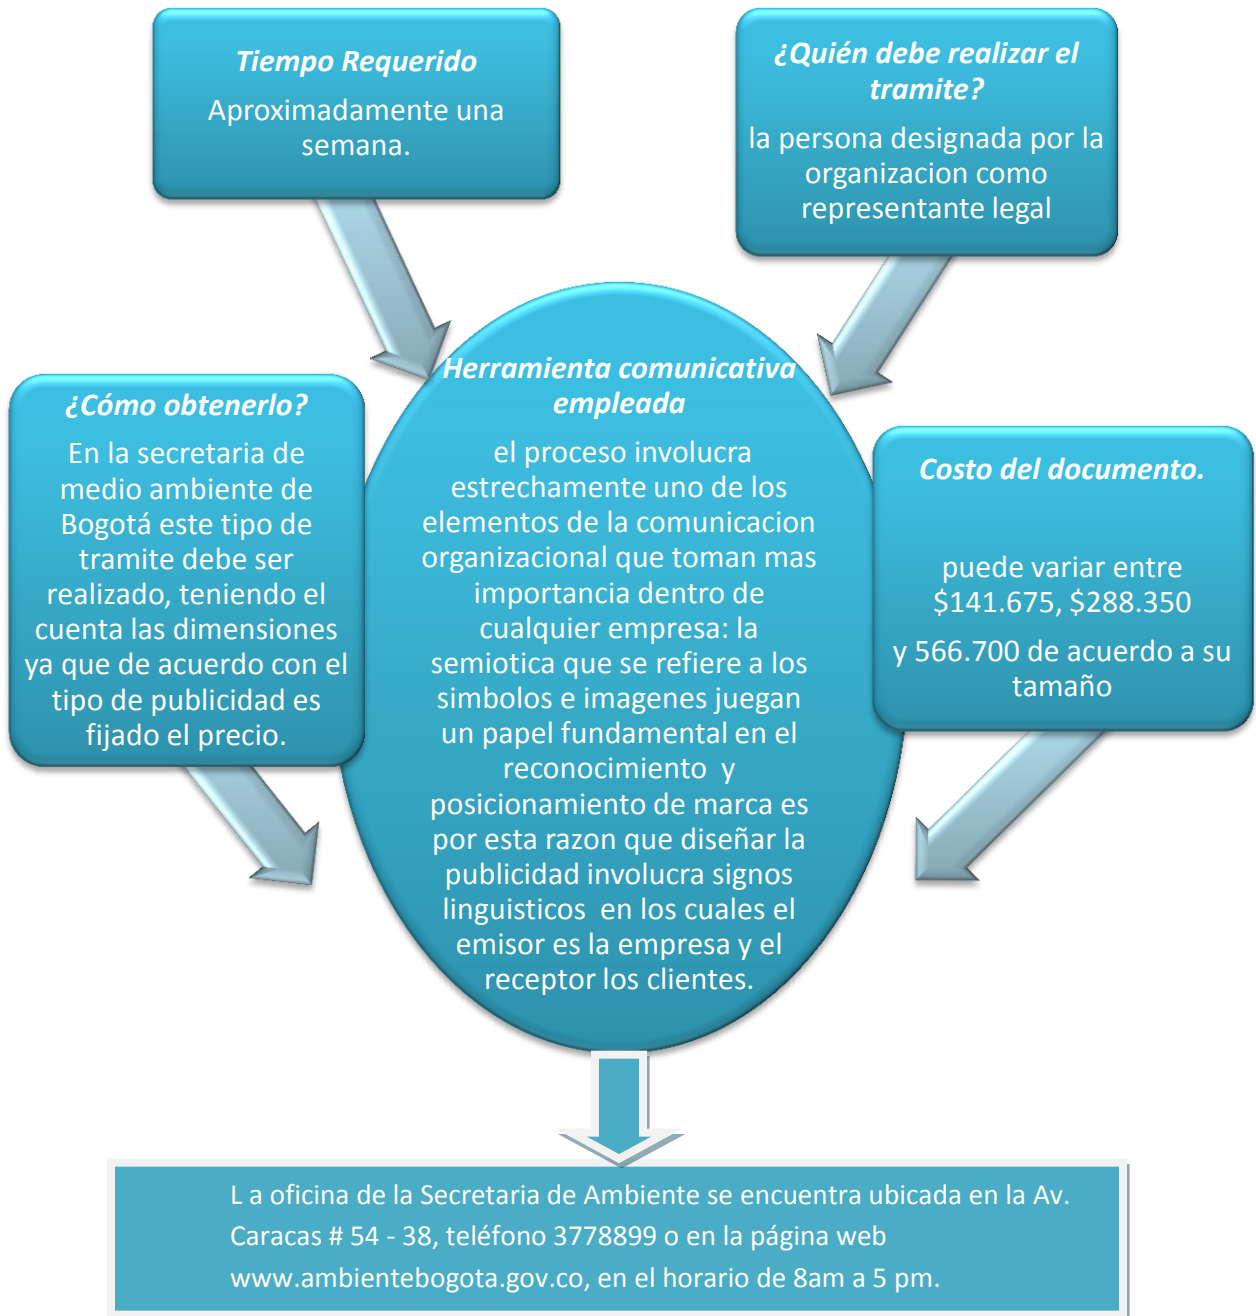 Tiempo Requerido
Aproximadamente una
semana.
¿Quién debe realizar el
tramite?
la persona designada por la
organizacion como
representante legal
¿Cómo obtenerlo?
En la secretaria de
medio ambiente de
Bogotá este tipo de
tramite debe ser
realizado, teniendo el
cuenta las dimensiones
ya que de acuerdo con el
tipo de publicidad es
fijado el precio.
Herramienta comunicativa
empleada
el proceso involucra
estrechamente uno de los
elementos de la comunicacion
organizacional que toman mas
importancia dentro de
cualquier empresa: la
semiotica que se refiere a los
simbolos e imagenes juegan
un papel fundamental en el
reconocimiento y
posicionamiento de marca es
por esta razon que diseñar la
publicidad involucra signos
linguisticos en los cuales el
emisor es la empresa y el
receptor los clientes.
Costo del documento.
puede variar entre
$141.675, $288.350
y 566.700 de acuerdo a su
tamaño
L a oficina de la Secretaria de Ambiente se encuentra ubicada en la Av.
Caracas # 54 - 38, teléfono 3778899 o en la página web
www.ambientebogota.gov.co, en el horario de 8am a 5 pm.